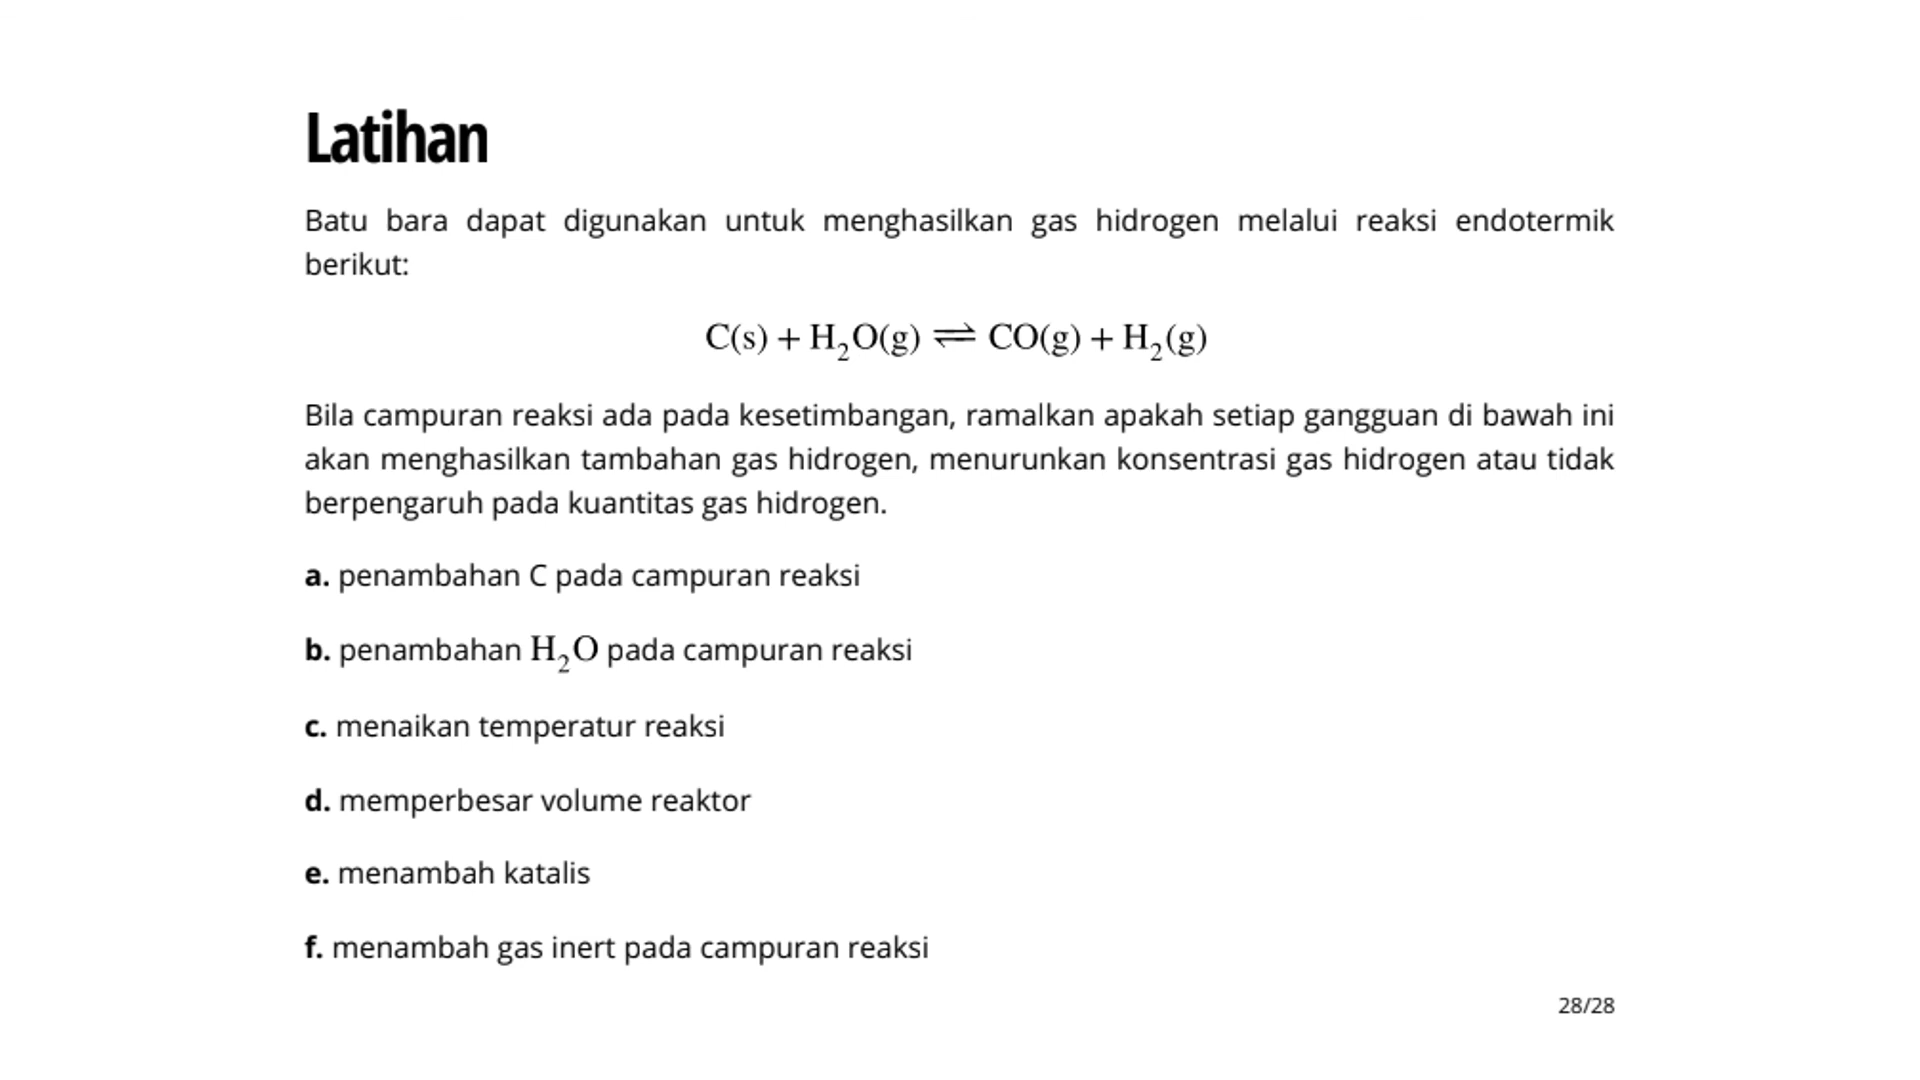 Latihan
Batu bara dapat digunakan untuk menghasilkan gas hidrogen melalui reaksi endotermik
berikut:
C(s) + H₂O(g) ⇌ CO(g) + H₂(g)
Bila campuran reaksi ada pada kesetimbangan, ramalkan apakah setiap gangguan di bawah ini
akan menghasilkan tambahan gas hidrogen, menurunkan konsentrasi gas hidrogen atau tidak
berpengaruh pada kuantitas gas hidrogen.
a. penambahan C pada campuran reaksi
b. penambahan H₂O pada campuran reaksi
c. menaikan temperatur reaksi
d. memperbesar volume reaktor
e. menambah katalis
f. menambah gas inert pada campuran reaksi
28/28